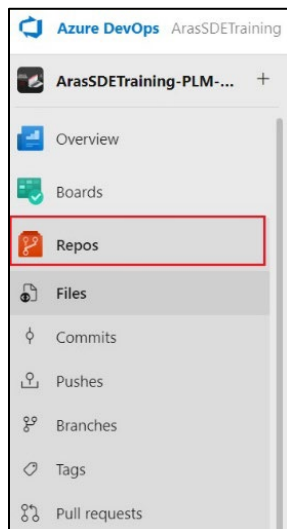 Azure DevOps ArasSDETraining
ArasSDETraining-PLM-... +
Overview
Boards
Repos
Files
Commits
Pushes
Branches
Tags
Pull requests